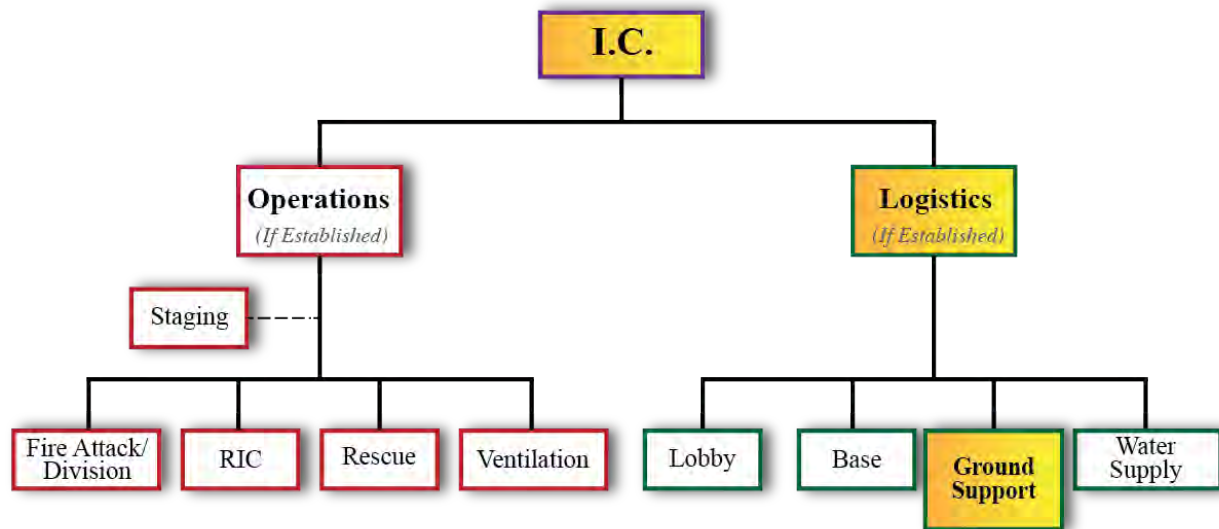 I.C.
Operations
(If Established)
Logistics
(If Established)
Staging
Fire Attack/
Division
RIC
Rescue
Ventilation
Lobby
Base
Ground
Support
Water
Supply